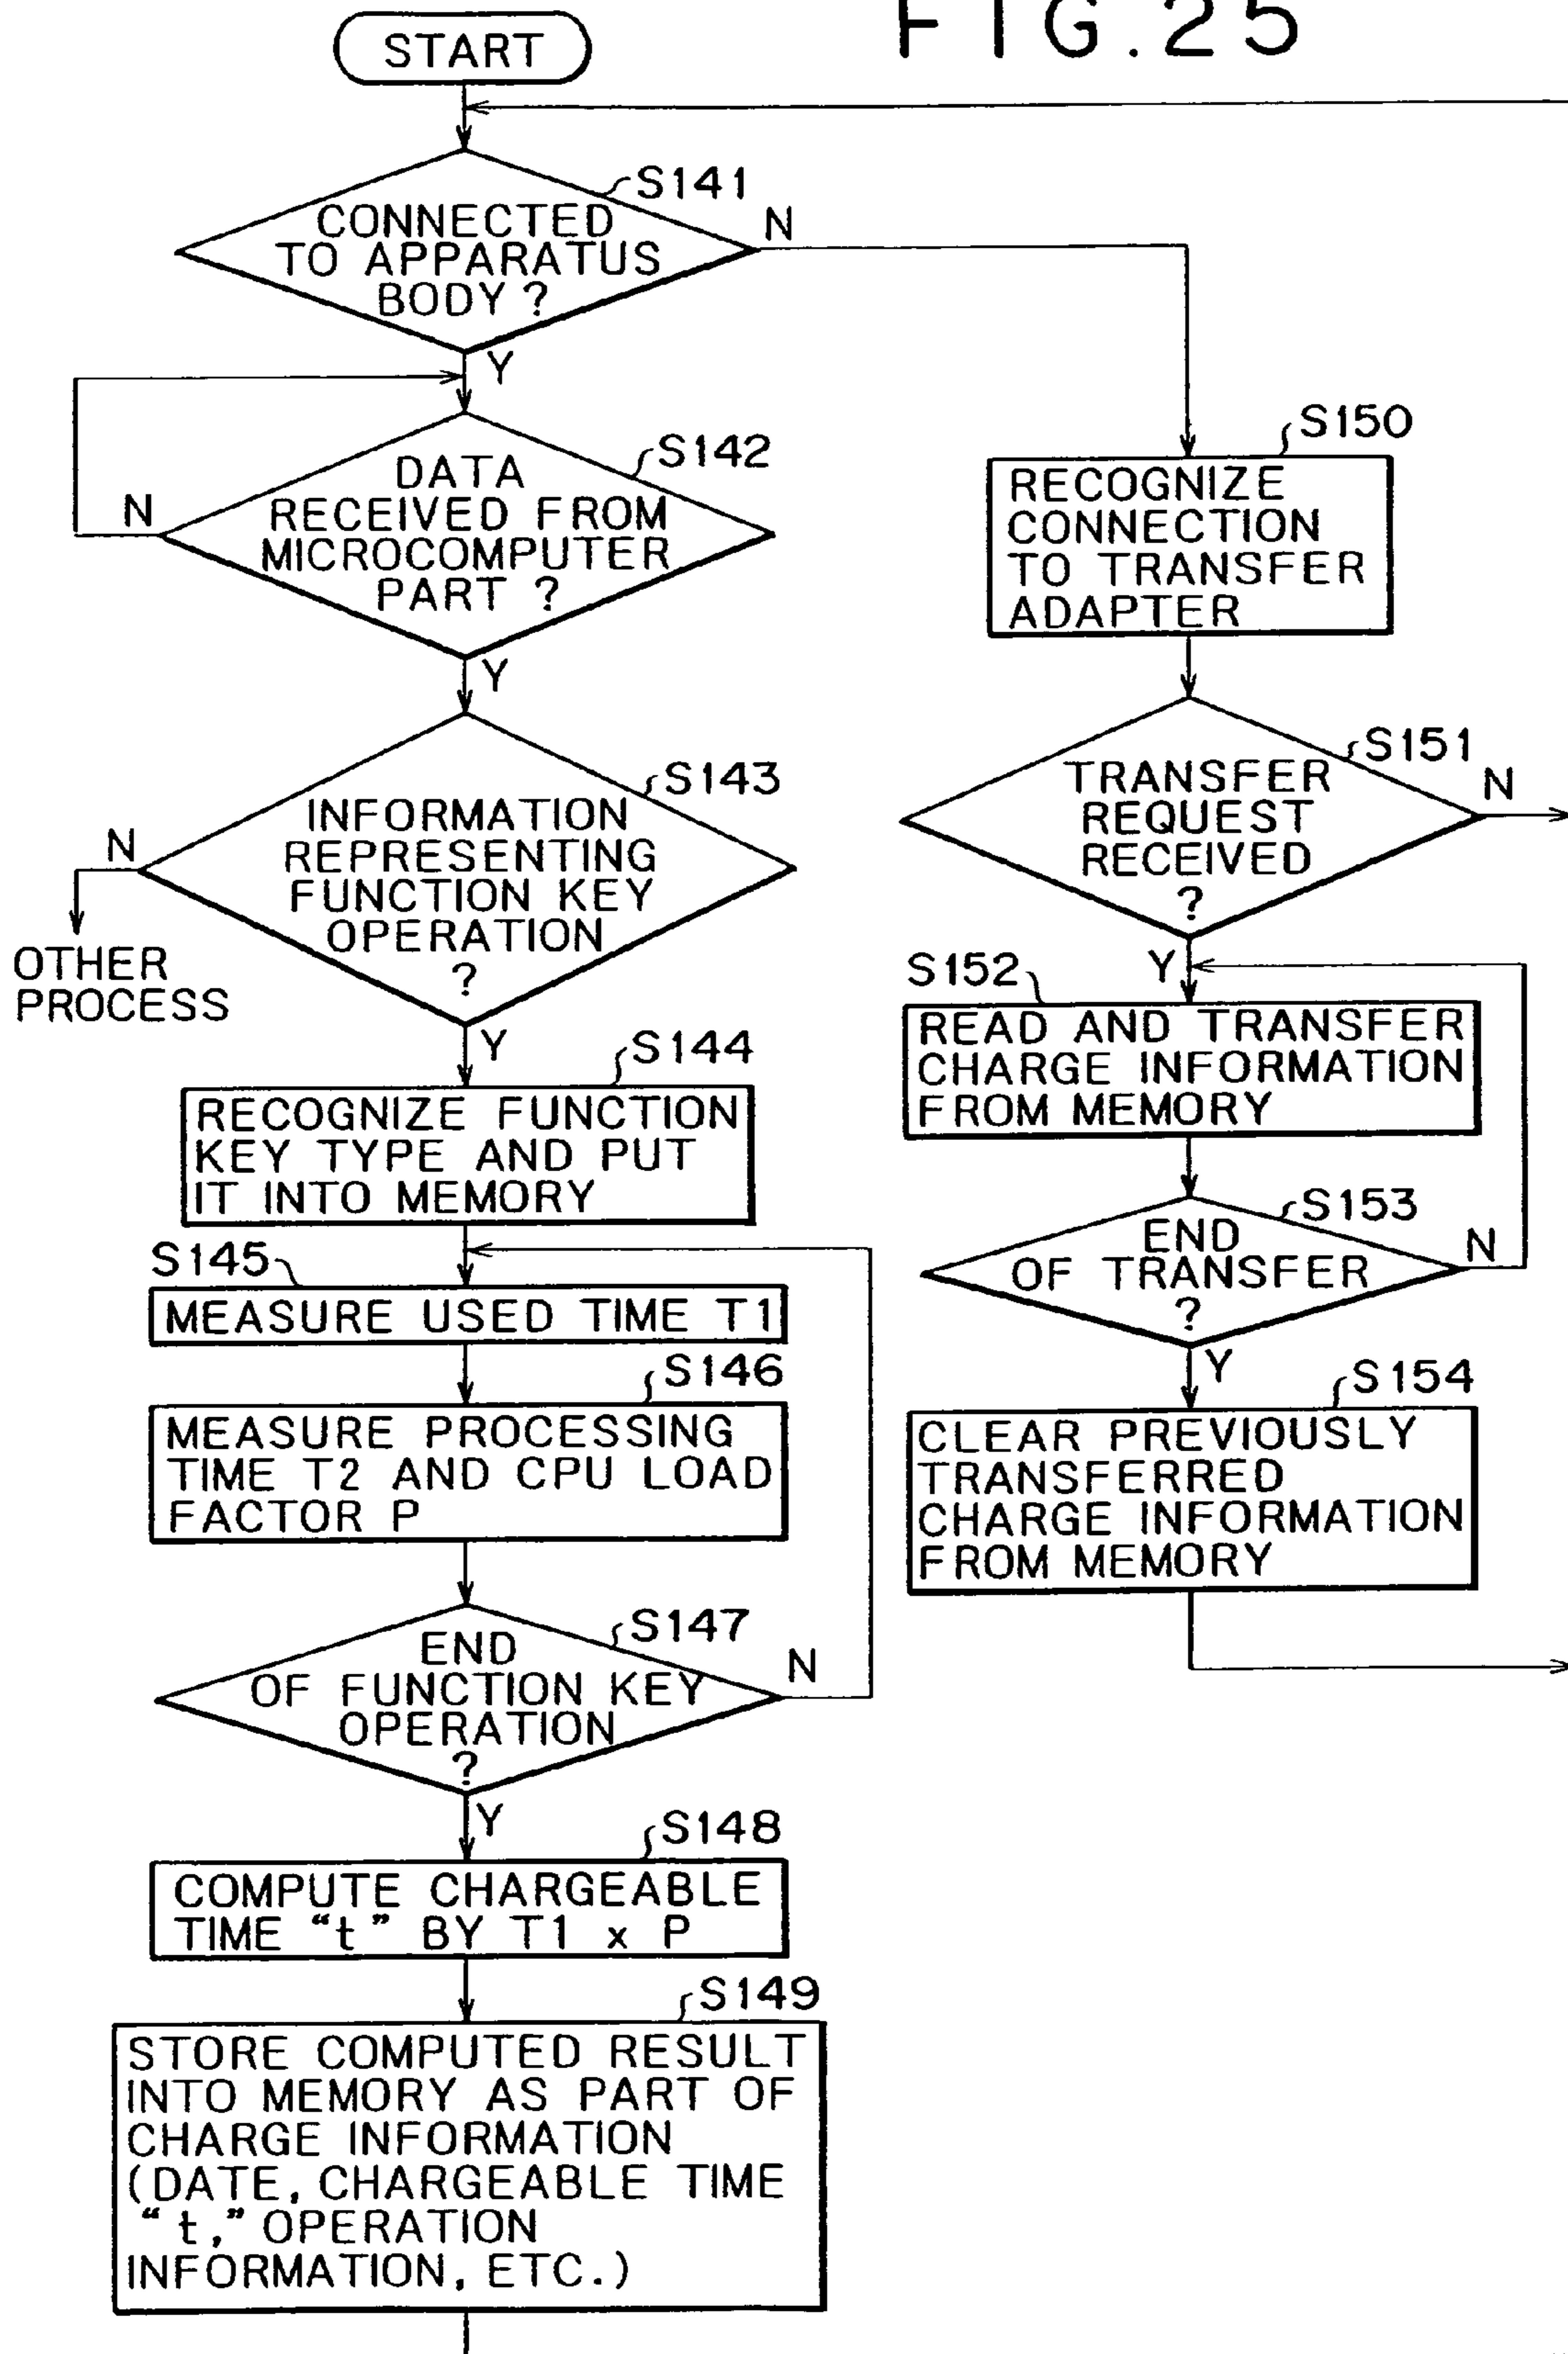 FIG.25
START
S141
CONNECTED
TO APPARATUS
BODY ?
N
Y
S142
DATA
RECEIVED FROM
MICROCOMPUTER
PART ?
N
Y
S143
INFORMATION
REPRESENTING
FUNCTION KEY
OPERATION
?
N
OTHER
PROCESS
Y
S144
RECOGNIZE FUNCTION
KEY TYPE AND PUT
IT INTO MEMORY
S145
MEASURE USED TIME T1
S146
MEASURE PROCESSING
TIME T2 AND CPU LOAD
FACTOR P
S147
END
OF FUNCTION KEY
OPERATION
?
N
Y
S148
COMPUTE CHARGEABLE
TIME “t” BY T1 x P
S149
STORE COMPUTED RESULT
INTO MEMORY AS PART OF
CHARGE INFORMATION
(DATE, CHARGEABLE TIME
“t,” OPERATION
INFORMATION, ETC.)
S150
RECOGNIZE
CONNECTION
TO TRANSFER
ADAPTER
S151
TRANSFER
REQUEST
RECEIVED
?
N
Y
S152
READ AND TRANSFER
CHARGE INFORMATION
FROM MEMORY
S153
END
OF TRANSFER
?
N
Y
S154
CLEAR PREVIOUSLY
TRANSFERRED
CHARGE INFORMATION
FROM MEMORY